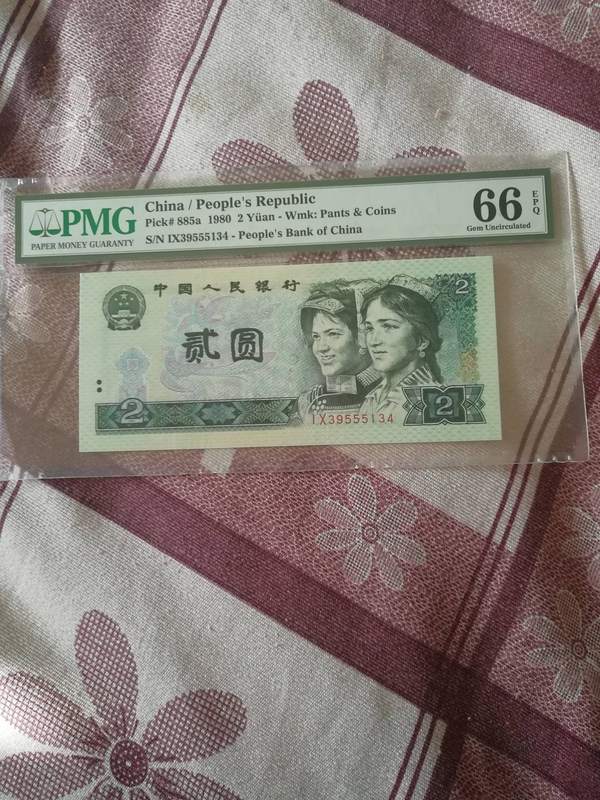 PMG
PAPER MONEY GUARANTY
China / People's Republic
Pick# 885a 1980 2 Yüan - Wmk: Pants & Coins
S/N IX39555134 - People's Bank of China
66 EPQ
Gem Uncirculated
中国人民银行
2
贰圆
2
2
IX39555134